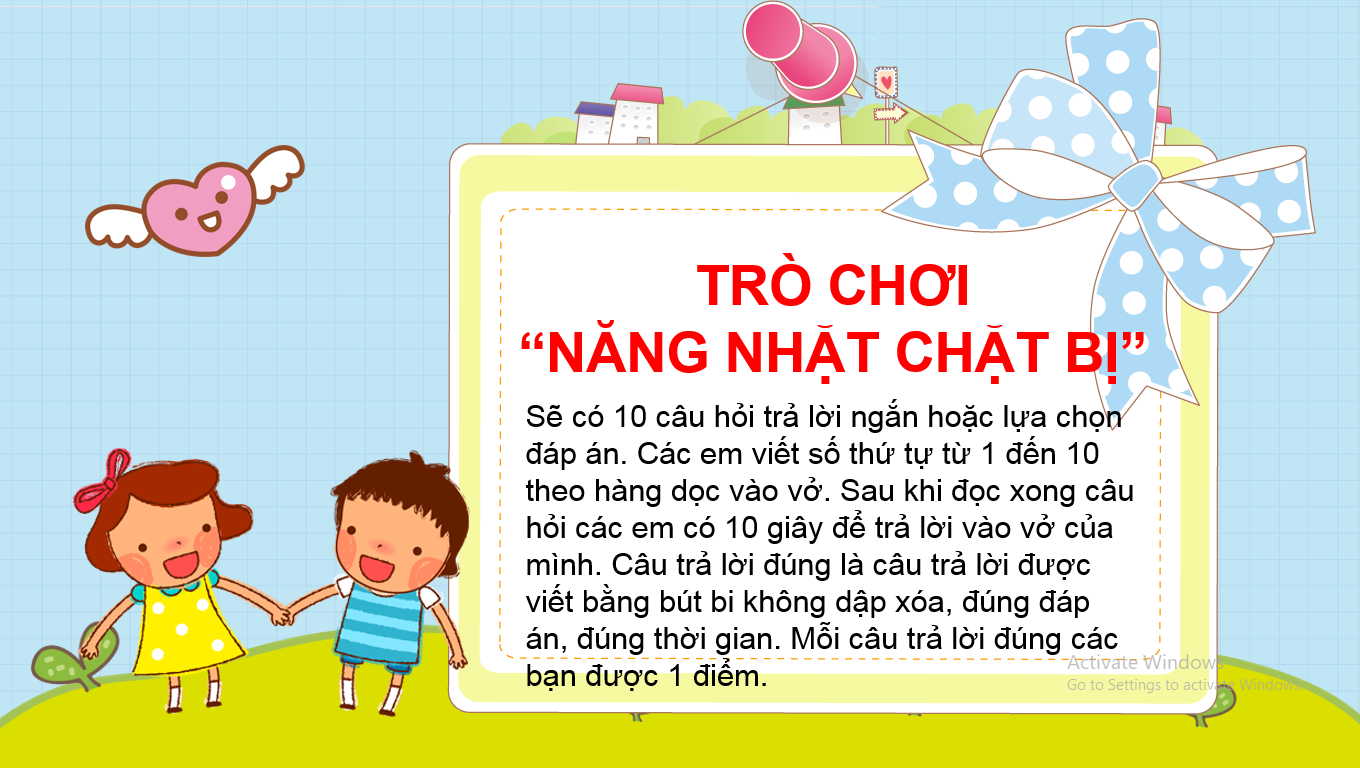 TRÒ CHƠI
“NĂNG NHẶT CHẶT BỊ”
Sẽ có 10 câu hỏi trả lời ngắn hoặc lựa chọn
đáp án. Các em viết số thứ tự từ 1 đến 10
theo hàng dọc vào vở. Sau khi đọc xong câu
hỏi các em có 10 giây để trả lời vào vở của
mình. Câu trả lời đúng là câu trả lời được
viết bằng bút bi không dập xóa, đúng đáp
án, đúng thời gian. Mỗi câu trả lời đúng các
bạn được 1 điểm.
Activate Windows
Go to Settings to activate Windows.